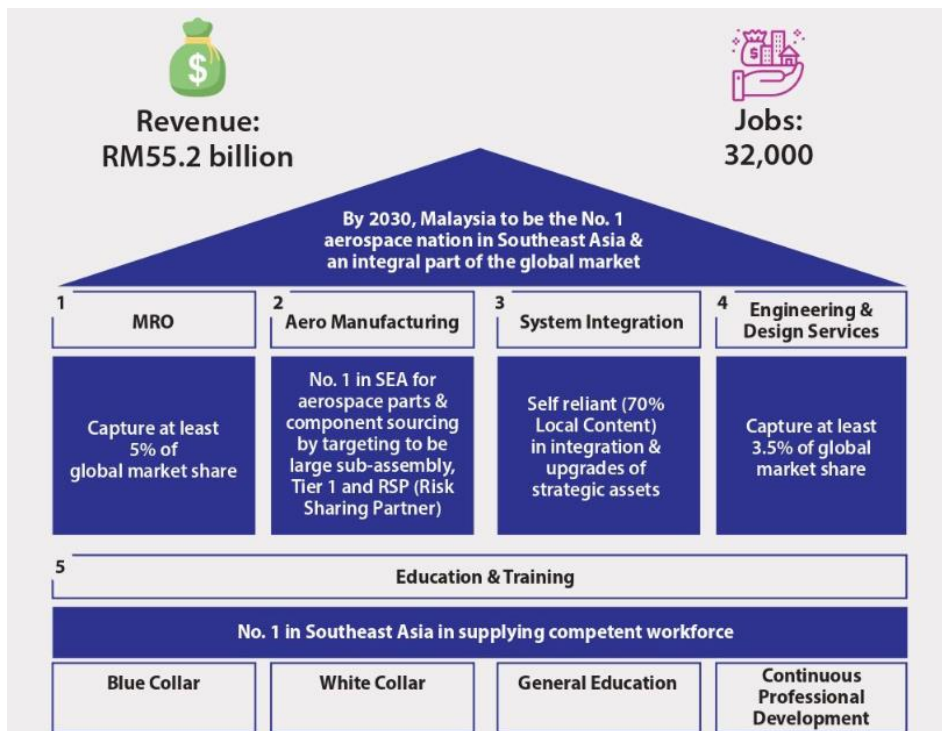 $
$
Revenue:
RM55.2 billion
Jobs:
32,000
By 2030, Malaysia to be the No. 1
aerospace nation in Southeast Asia &
an integral part of the global market
1
MRO
Capture at least
5% of
global market share
2
Aero Manufacturing
No. 1 in SEA for
aerospace parts &
component sourcing
by targeting to be
large sub-assembly,
Tier 1 and RSP (Risk
Sharing Partner)
3
System Integration
Self reliant (70%
Local Content)
in integration &
upgrades of
strategic assets
4
Engineering &
Design Services
Capture at least
3.5% of global
market share
5
Education & Training
No. 1 in Southeast Asia in supplying competent workforce
Blue Collar
White Collar
General Education
Continuous
Professional
Development